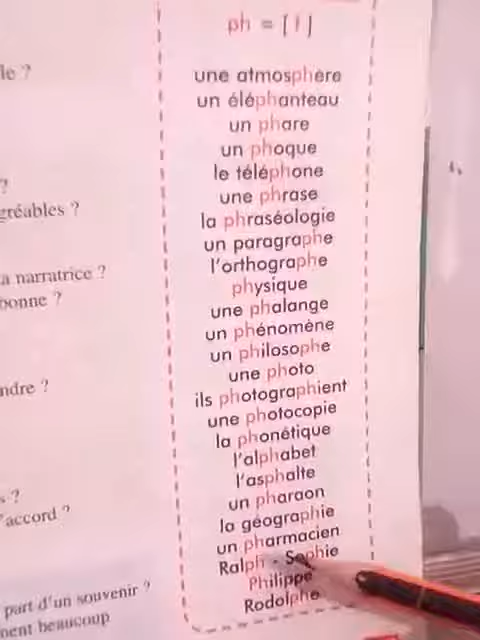 ph = [f]
le ?
une atmosphère
un éléphanteau
un phare
un phoque
le téléphone
?
une phrase
gréables ?
la phraséologie
un paragraphe
l'orthographe
a narratrice ?
physique
bonne ?
une phalange
un phénomène
un philosophe
une photo
ndre ?
ils photographient
une photocopie
la phonétique
l'alphabet
l'asphalte
s ?
un pharaon
'accord ?
la géographie
un pharmacien
Ralph - Sophie
part d'un souvenir ?
Philippe
nent beaucoup
Rodolphe